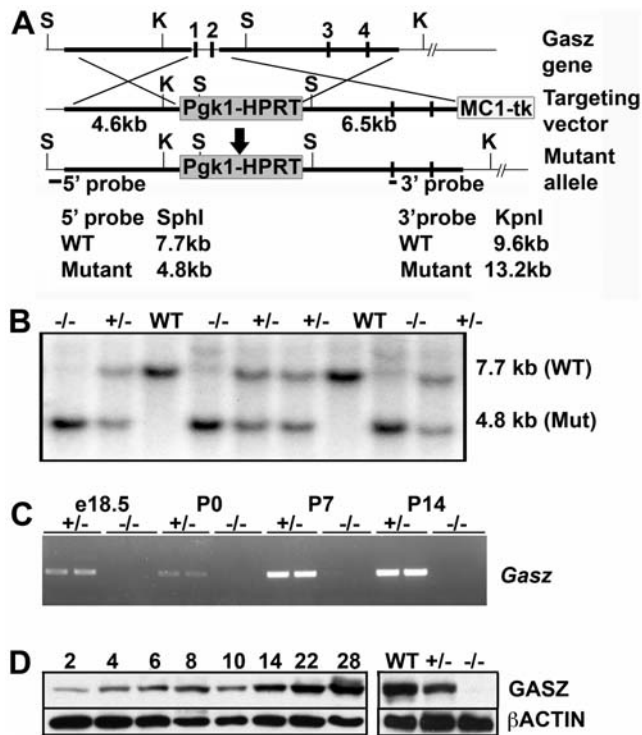 A
S K 1 2 S 3 4 K
Gasz gene
K S S
Pgk1-HPRT MC1-tk
Targeting vector
4.6kb 6.5kb
S K S S K
Pgk1-HPRT
Mutant allele
5' probe 3' probe
5' probe SphI 3'probe KpnI
WT 7.7kb WT 9.6kb
Mutant 4.8kb Mutant 13.2kb
B
-/- +/- WT -/- +/- +/- WT -/- +/-
7.7 kb (WT)
4.8 kb (Mut)
C
e18.5 P0 P7 P14
+/- -/- +/- -/- +/- -/- +/- -/-
Gasz
D
2 4 6 8 10 14 22 28 WT +/- -/-
GASZ
βACTIN